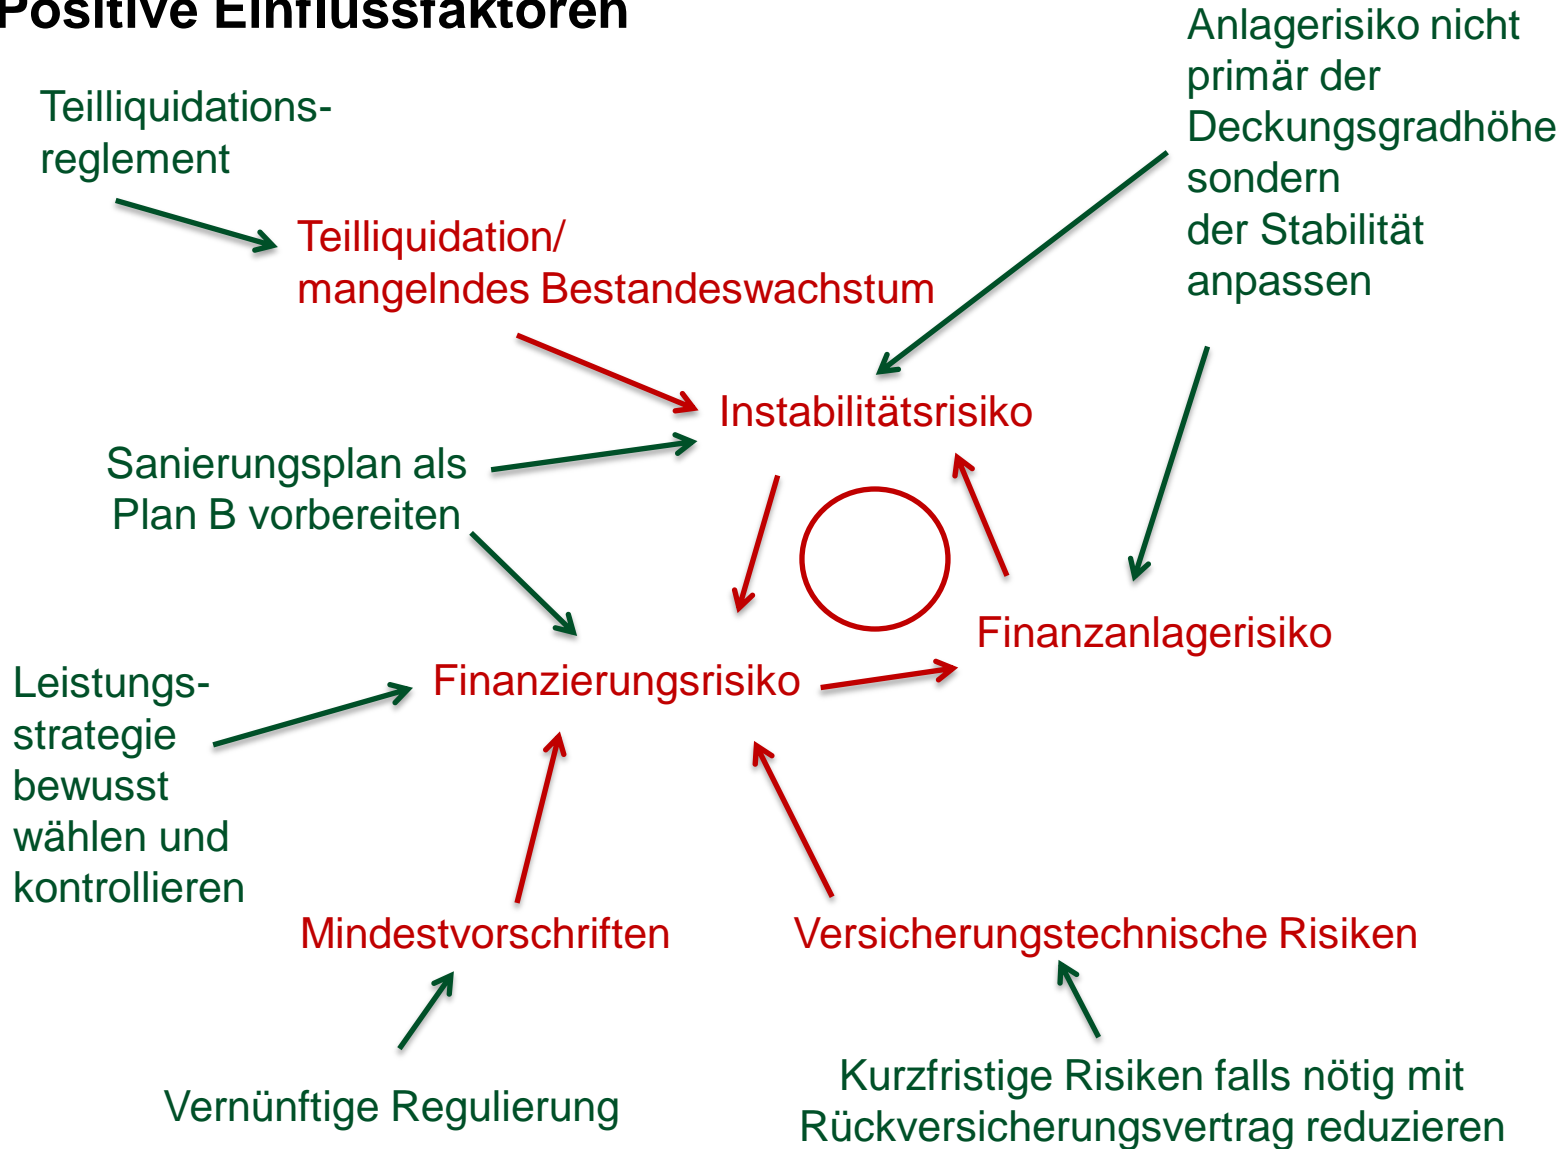 Positive Einflussfaktoren
Anlagerisiko nicht
primär der
Deckungsgradhöhe
sondern
der Stabilität
anpassen
Teilliquidations-
reglement
Teilliquidation/
mangelndes Bestandeswachstum
Instabilitätsrisiko
Sanierungsplan als
Plan B vorbereiten
Finanzanlagerisiko
Finanzierungsrisiko
Leistungs-
strategie
bewusst
wählen und
kontrollieren
Mindestvorschriften
Versicherungstechnische Risiken
Vernünftige Regulierung
Kurzfristige Risiken falls nötig mit
Rückversicherungsvertrag reduzieren